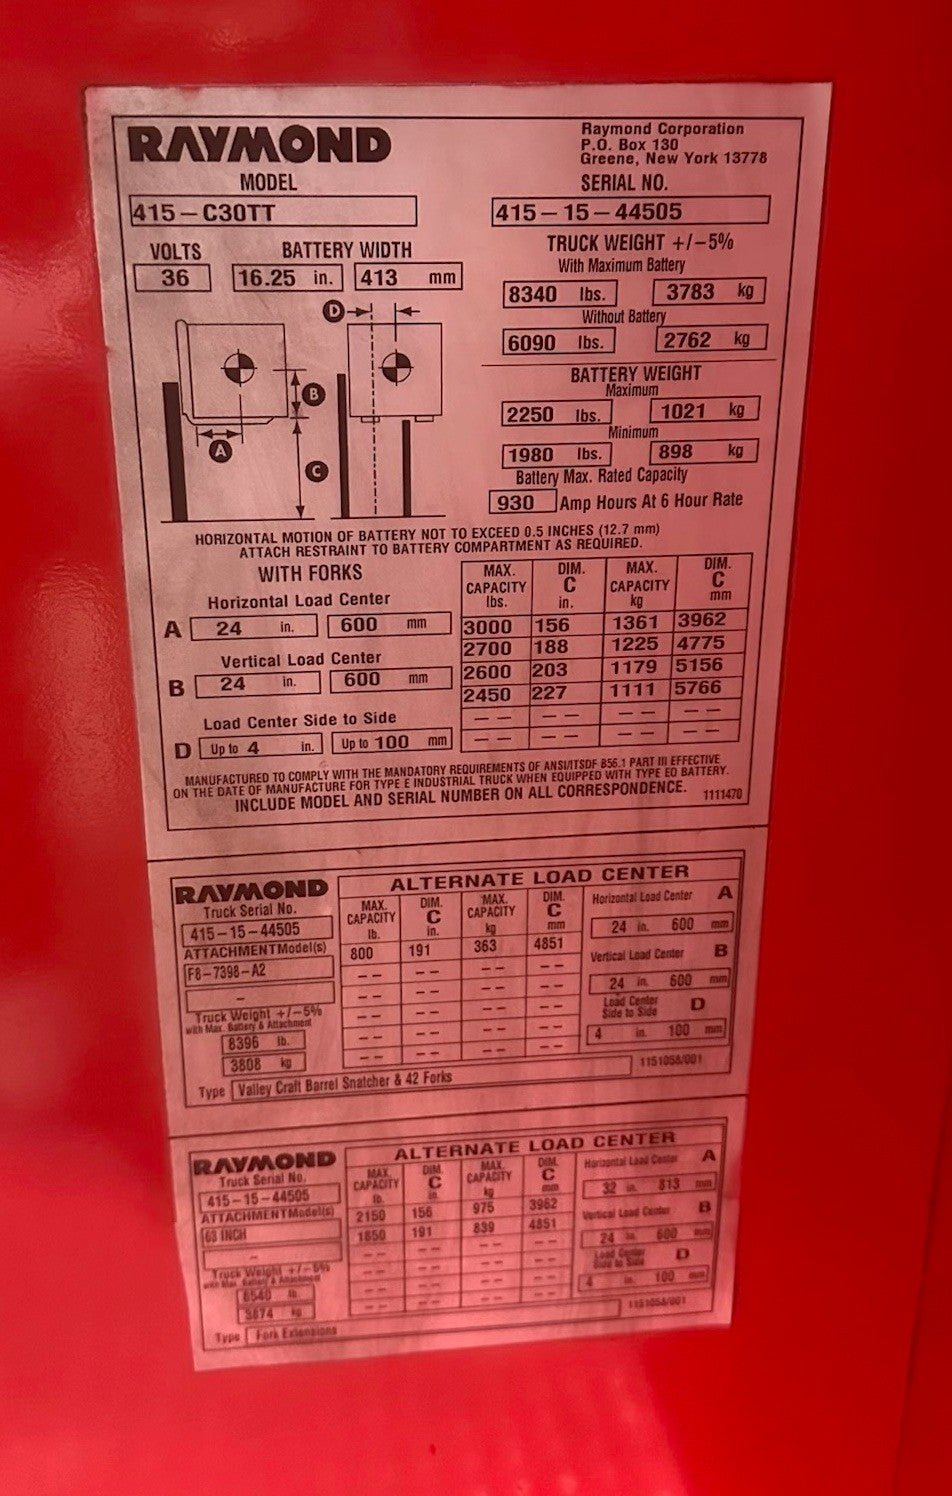 RAYMOND
Raymond Corporation
P.O. Box 130
Greene, New York 13778
MODEL
415-C30TT
SERIAL NO.
415-15-44505
VOLTS
36
BATTERY WIDTH
16.25 in. 413 mm
TRUCK WEIGHT +/-5%
With Maximum Battery
8340 lbs. 3783 kg
Without Battery
6090 lbs. 2762 kg
BATTERY WEIGHT
Maximum
2250 lbs. 1021 kg
Minimum
1980 lbs. 898 kg
Battery Max. Rated Capacity
930 Amp Hours At 6 Hour Rate
D
B
A
C
HORIZONTAL MOTION OF BATTERY NOT TO EXCEED 0.5 INCHES (12.7 mm)
ATTACH RESTRAINT TO BATTERY COMPARTMENT AS REQUIRED.
WITH FORKS
Horizontal Load Center
A 24 in. 600 mm
Vertical Load Center
B 24 in. 600 mm
Load Center Side to Side
D Up to 4 in. Up to 100 mm
MAX. CAPACITY lbs. DIM. C in. MAX. CAPACITY kg DIM. C mm
3000 156 1361 3962
2700 188 1225 4775
2600 203 1179 5156
2450 227 1111 5766
-- -- -- --
-- -- -- --
MANUFACTURED TO COMPLY WITH THE MANDATORY REQUIREMENTS OF ANSI/ITSDF B56.1 PART III EFFECTIVE
ON THE DATE OF MANUFACTURE FOR TYPE E INDUSTRIAL TRUCK WHEN EQUIPPED WITH TYPE EO BATTERY.
INCLUDE MODEL AND SERIAL NUMBER ON ALL CORRESPONDENCE. 1111470
RAYMOND
Truck Serial No.
415-15-44505
ATTACHMENT Model(s)
F8-7398-A2
-
Truck Weight +/-5%
with Max. Battery & Attachment
8396 lb.
3808 kg
ALTERNATE LOAD CENTER
MAX. CAPACITY lb. DIM. C in. MAX. CAPACITY kg DIM. C mm
800 191 363 4851
-- -- -- --
-- -- -- --
-- -- -- --
-- -- -- --
-- -- -- --
Horizontal Load Center A
24 in. 600 mm
Vertical Load Center B
24 in. 600 mm
Load Center Side to Side D
4 in. 100 mm
Type Valley Craft Barrel Snatcher & 42 Forks
1151058/001
RAYMOND
Truck Serial No.
415-15-44505
ATTACHMENT Model(s)
63 INCH
-
Truck Weight +/-5%
with Max. Battery & Attachment
8540 lb.
3874 kg
ALTERNATE LOAD CENTER
MAX. CAPACITY lb. DIM. C in. MAX. CAPACITY kg DIM. C mm
2150 156 975 3962
1850 191 839 4851
-- -- -- --
-- -- -- --
-- -- -- --
-- -- -- --
Horizontal Load Center A
32 in. 813 mm
Vertical Load Center B
24 in. 600 mm
Load Center Side to Side D
4 in. 100 mm
Type Fork Extensions
1151058/001